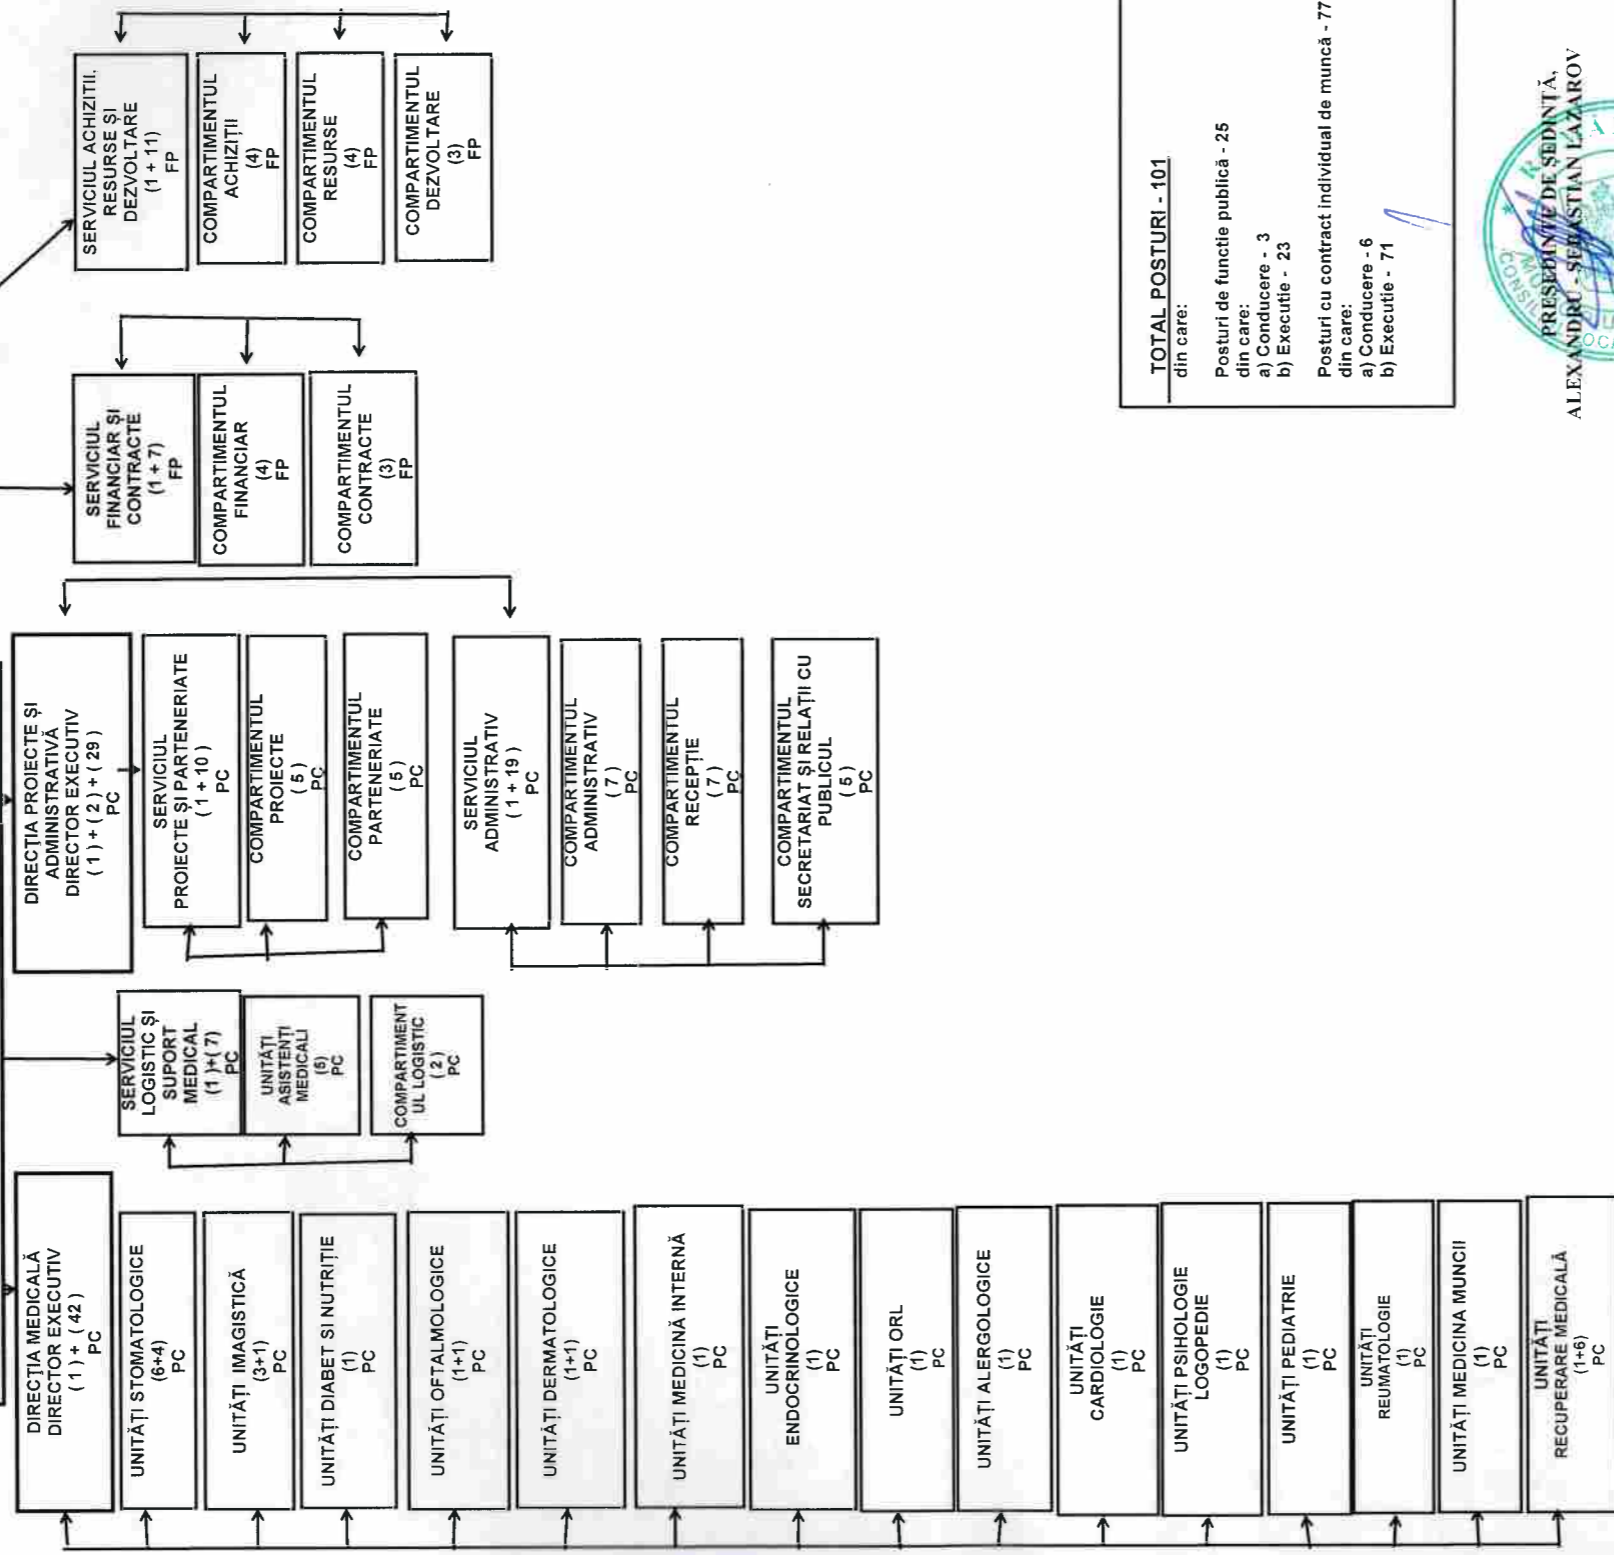 DIRECȚIA MEDICALĂ
DIRECTOR EXECUTIV
( 1 ) + ( 42 )
PC
UNITĂȚI STOMATOLOGICE
(6+4)
PC
UNITĂȚI IMAGISTICĂ
(3+1)
PC
UNITĂȚI DIABET SI NUTRIȚIE
(1)
PC
UNITĂȚI OFTALMOLOGICE
(1+1)
PC
UNITĂȚI DERMATOLOGICE
(1+1)
PC
UNITĂȚI MEDICINĂ INTERNĂ
(1)
PC
UNITĂȚI
ENDOCRINOLOGICE
(1)
PC
UNITĂȚI ORL
(1)
PC
UNITĂȚI ALERGOLOGICE
(1)
PC
UNITĂȚI
CARDIOLOGIE
(1)
PC
UNITĂȚI PSIHOLOGIE
LOGOPEDIE
(1)
PC
UNITĂȚI PEDIATRIE
(1)
PC
UNITĂȚI
REUMATOLOGIE
(1)
PC
UNITĂȚI MEDICINA MUNCII
(1)
PC
UNITĂȚI
RECUPERARE MEDICALĂ
(1+6)
PC
SERVICIUL
LOGISTIC ȘI
SUPORT
MEDICAL
(1 )+( 7)
PC
UNITĂȚI
ASISTENȚI
MEDICALI
(5)
PC
COMPARTIMENT
UL LOGISTIC
( 2 )
PC
DIRECȚIA PROIECTE ȘI
ADMINISTRATIVĂ
DIRECTOR EXECUTIV
( 1 ) + ( 2 ) + ( 29 )
PC
SERVICIUL
PROIECTE ȘI PARTENERIATE
( 1 + 10 )
PC
COMPARTIMENTUL
PROIECTE
( 5 )
PC
COMPARTIMENTUL
PARTENERIATE
( 5 )
PC
SERVICIUL
ADMINISTRATIV
( 1 + 19 )
PC
COMPARTIMENTUL
ADMINISTRATIV
( 7 )
PC
COMPARTIMENTUL
RECEPȚIE
( 7 )
PC
COMPARTIMENTUL
SECRETARIAT ȘI RELAȚII CU
PUBLICUL
( 5 )
PC
SERVICIUL
FINANCIAR ȘI
CONTRACTE
(1 + 7)
FP
COMPARTIMENTUL
FINANCIAR
(4)
FP
COMPARTIMENTUL
CONTRACTE
(3)
FP
SERVICIUL ACHIZITII,
RESURSE ȘI
DEZVOLTARE
(1 + 11)
FP
COMPARTIMENTUL
ACHIZIȚII
(4)
FP
COMPARTIMENTUL
RESURSE
(4)
FP
COMPARTIMENTUL
DEZVOLTARE
(3)
FP
TOTAL POSTURI - 101
din care:
Posturi de functie publică - 25
din care:
a) Conducere - 3
b) Executie - 23
Posturi cu contract individual de muncă - 77
din care:
a) Conducere - 6
b) Executie - 71
PREȘEDINTE DE ȘEDINȚĂ,
ALEXANDRU - SEBASTIAN LAZAROV